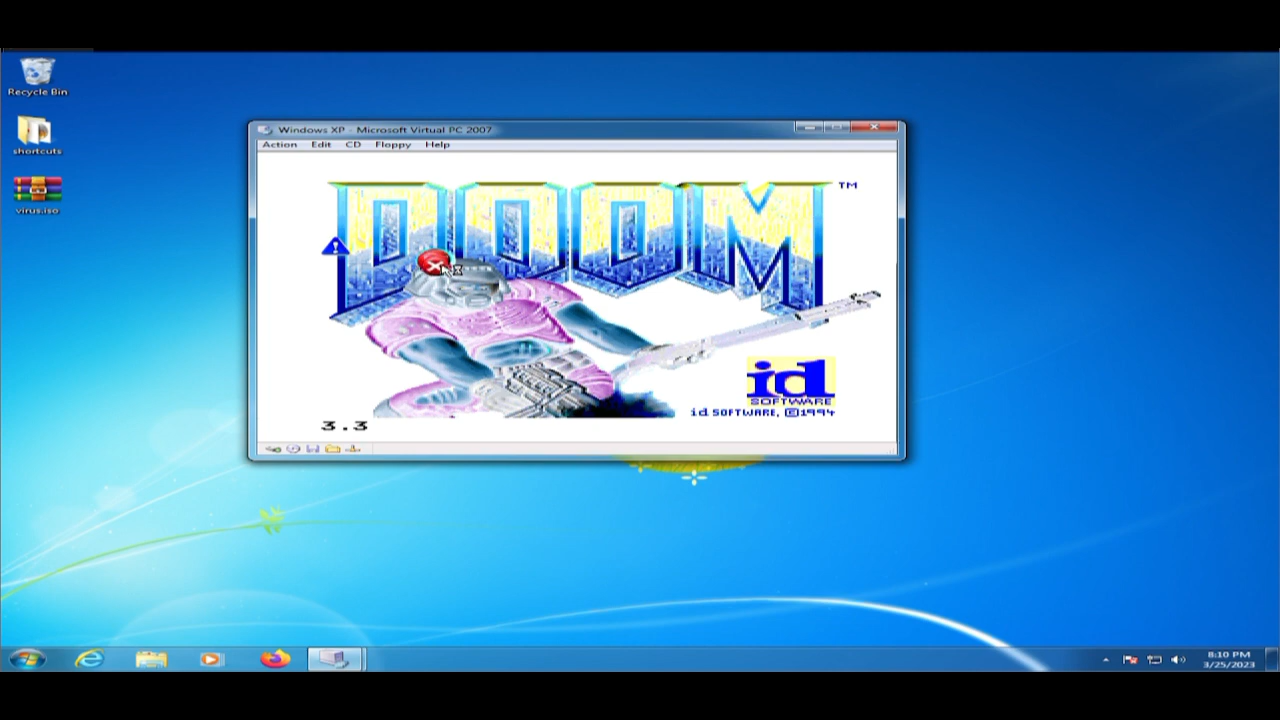 Recycle Bin
shortcuts
virus.iso
Windows XP - Microsoft Virtual PC 2007
Action Edit CD Floppy Help
DOOM TM
id
SOFTWARE
id SOFTWARE, ©1994
3.3
8:10 PM
3/25/2023